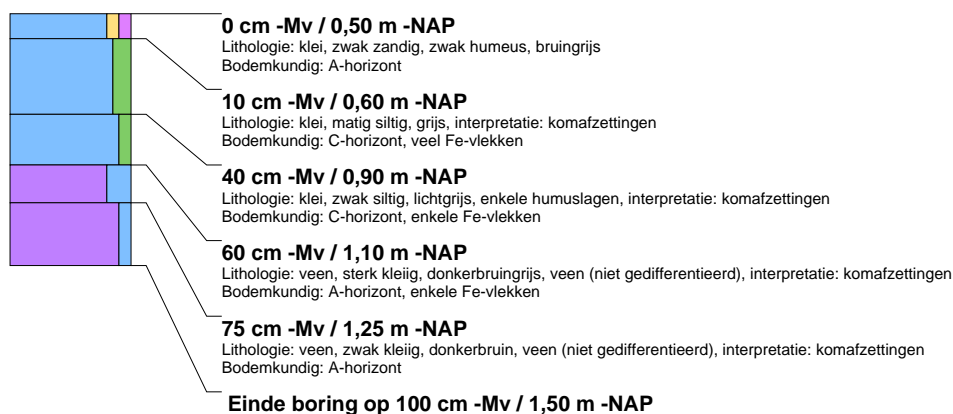 0 cm -Mv / 0,50 m -NAP
Lithologie: klei, zwak zandig, zwak humeus, bruingrijs
Bodemkundig: A-horizont
10 cm -Mv / 0,60 m -NAP
Lithologie: klei, matig siltig, grijs, interpretatie: komafzettingen
Bodemkundig: C-horizont, veel Fe-vlekken
40 cm -Mv / 0,90 m -NAP
Lithologie: klei, zwak siltig, lichtgrijs, enkele humuslagen, interpretatie: komafzettingen
Bodemkundig: C-horizont, enkele Fe-vlekken
60 cm -Mv / 1,10 m -NAP
Lithologie: veen, sterk kleiig, donkerbruingrijs, veen (niet gedifferentieerd), interpretatie: komafzettingen
Bodemkundig: A-horizont, enkele Fe-vlekken
75 cm -Mv / 1,25 m -NAP
Lithologie: veen, zwak kleiig, donkerbruin, veen (niet gedifferentieerd), interpretatie: komafzettingen
Bodemkundig: A-horizont
Einde boring op 100 cm -Mv / 1,50 m -NAP